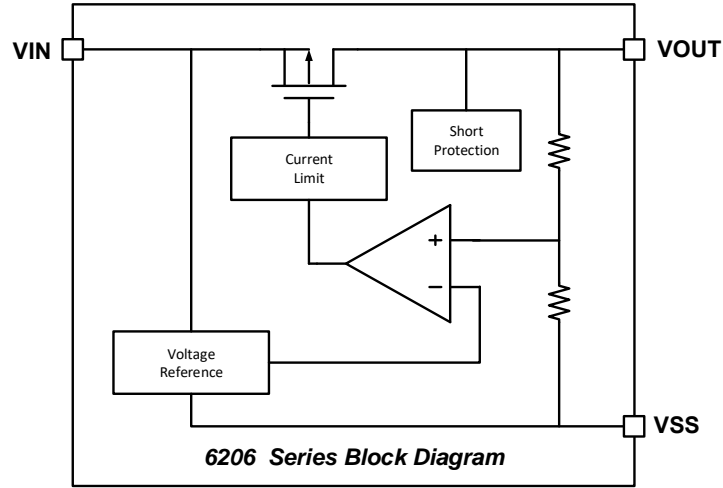 VIN
VOUT
Short
Protection
Current
Limit
+
−
Voltage
Reference
VSS
6206 Series Block Diagram